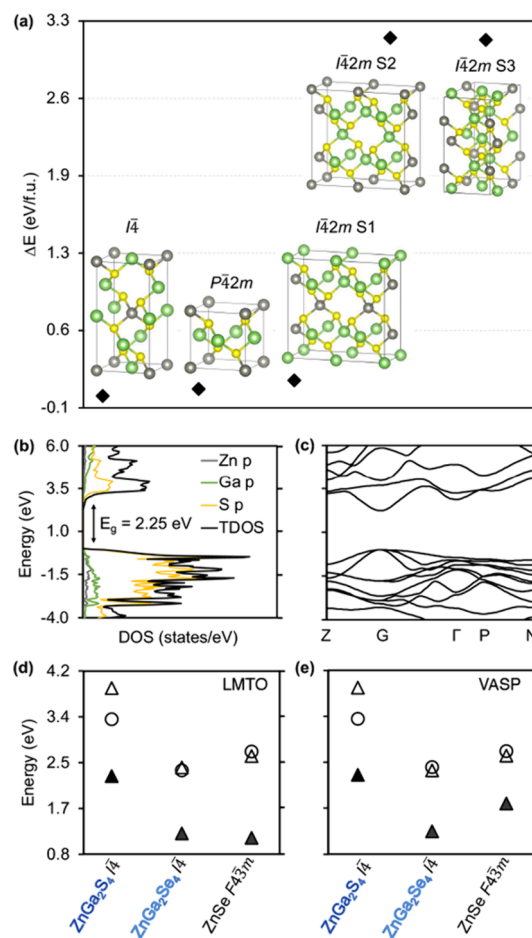 (a)
3.3
2.6
1.9
1.3
0.6
-0.1
ΔE (eV/f.u.)
I4̅2m S2
I4̅2m S3
I4̅
P4̅2m
I4̅2m S1
(b)
6.0
3.5
1.0
-1.5
-4.0
Energy (eV)
Zn p
Ga p
S p
TDOS
E_g = 2.25 eV
DOS (states/eV)
(c)
Z
G
Γ
P
N
(d)
LMTO
4.2
3.4
2.5
1.7
0.8
Energy (eV)
ZnGa₂S₄ I4̅
ZnGa₂Se₄ I4̅
ZnSe F4̅3m
(e)
VASP
ZnGa₂S₄ I4̅
ZnGa₂Se₄ I4̅
ZnSe F4̅3m